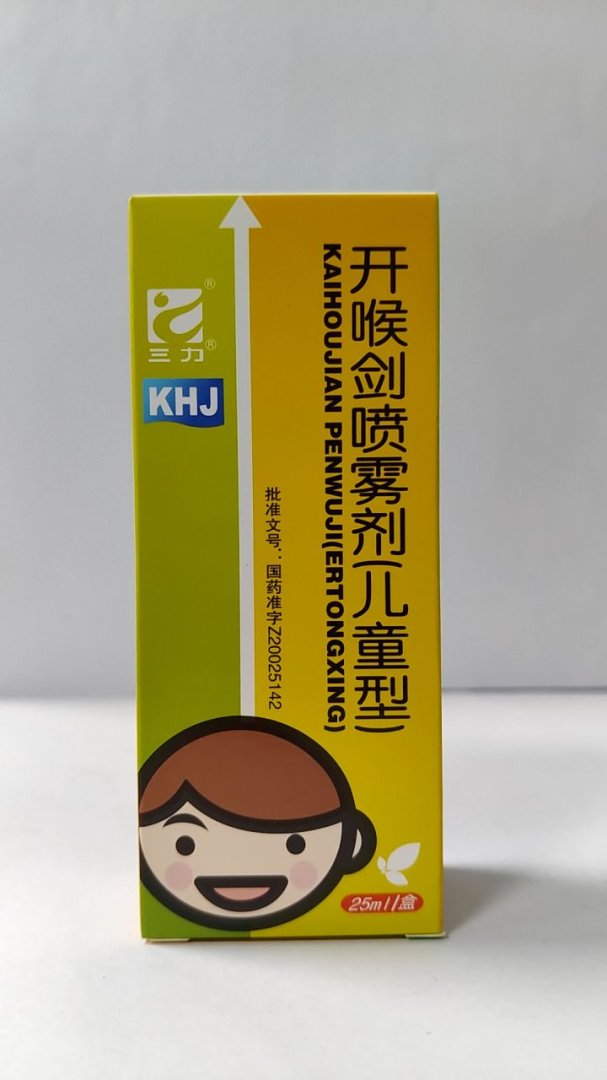 ®
三力®
KHJ
开喉剑喷雾剂(儿童型)
KAIHOUJIAN PENWUJI(ERTONGXING)
批准文号：国药准字Z20025142
25ml/盒